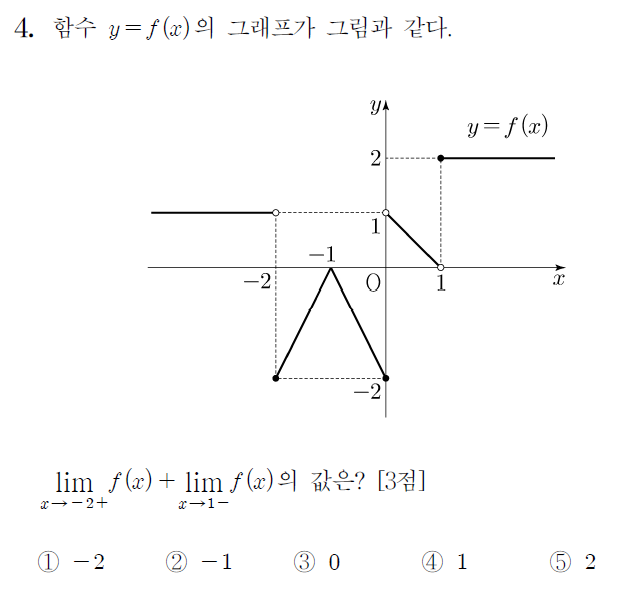 4. 함수 y=f(x)의 그래프가 그림과 같다.
y
y=f(x)
2
1
-1
-2
O
1
x
-2
lim f(x)+ lim f(x)의 값은? [3점]
x→-2+ x→1-
① -2 ② -1 ③ 0 ④ 1 ⑤ 2